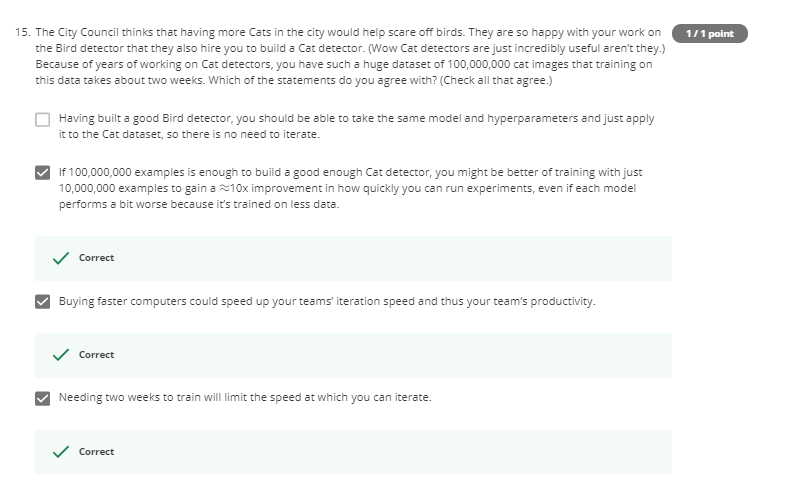 15. The City Council thinks that having more Cats in the city would help scare off birds. They are so happy with your work on
1 / 1 point
the Bird detector that they also hire you to build a Cat detector. (Wow Cat detectors are just incredibly useful aren't they.)
Because of years of working on Cat detectors, you have such a huge dataset of 100,000,000 cat images that training on
this data takes about two weeks. Which of the statements do you agree with? (Check all that agree.)
Having built a good Bird detector, you should be able to take the same model and hyperparameters and just apply
it to the Cat dataset, so there is no need to iterate.
If 100,000,000 examples is enough to build a good enough Cat detector, you might be better of training with just
10,000,000 examples to gain a ≈10x improvement in how quickly you can run experiments, even if each model
performs a bit worse because it's trained on less data.
Correct
Buying faster computers could speed up your teams' iteration speed and thus your team's productivity.
Correct
Needing two weeks to train will limit the speed at which you can iterate.
Correct